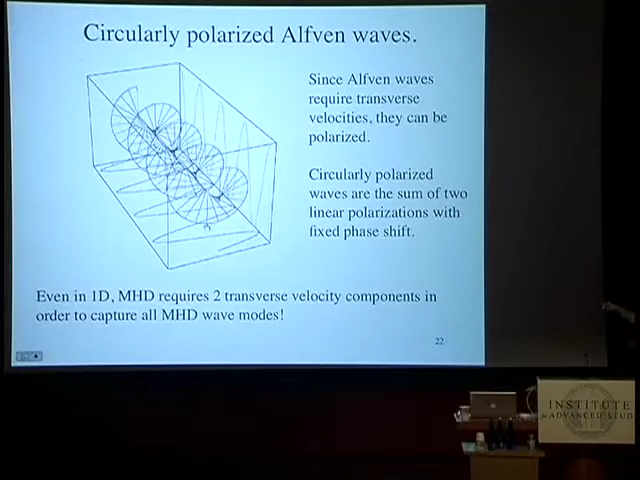 Circularly polarized Alfven waves.
Since Alfven waves
require transverse
velocities, they can be
polarized.
Circularly polarized
waves are the sum of two
linear polarizations with
fixed phase shift.
Even in 1D, MHD requires 2 transverse velocity components in
order to capture all MHD wave modes!
22
INSTITUTE
ADVANCED STUD